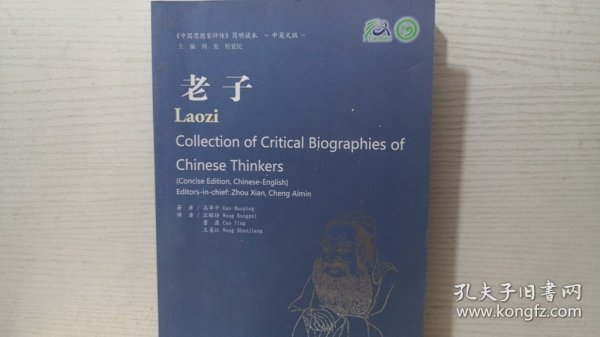 《中国思想家评传》简明读本 - 中英文版 -
主 编 周 宪 程爱民
老子
Laozi
Collection of Critical Biographies of
Chinese Thinkers
(Concise Edition, Chinese-English)
Editors-in-chief: Zhou Xian, Cheng Aimin
著 者 / 高华平 Gao Huaping
译 者 / 汪榕培 Wang Rongpei
曹 盈 Cao Ying
王善江 Wang Shanjiang
孔夫子旧书网
www.kongfz.com